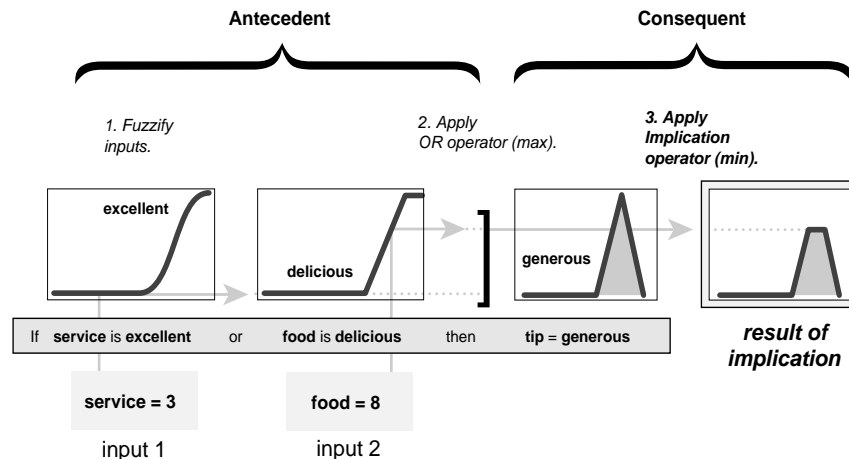 Antecedent
Consequent
1. Fuzzify
inputs.
2. Apply
OR operator (max).
3. Apply
Implication
operator (min).
excellent
delicious
generous
If service is excellent or food is delicious then tip = generous
result of
implication
service = 3
food = 8
input 1
input 2